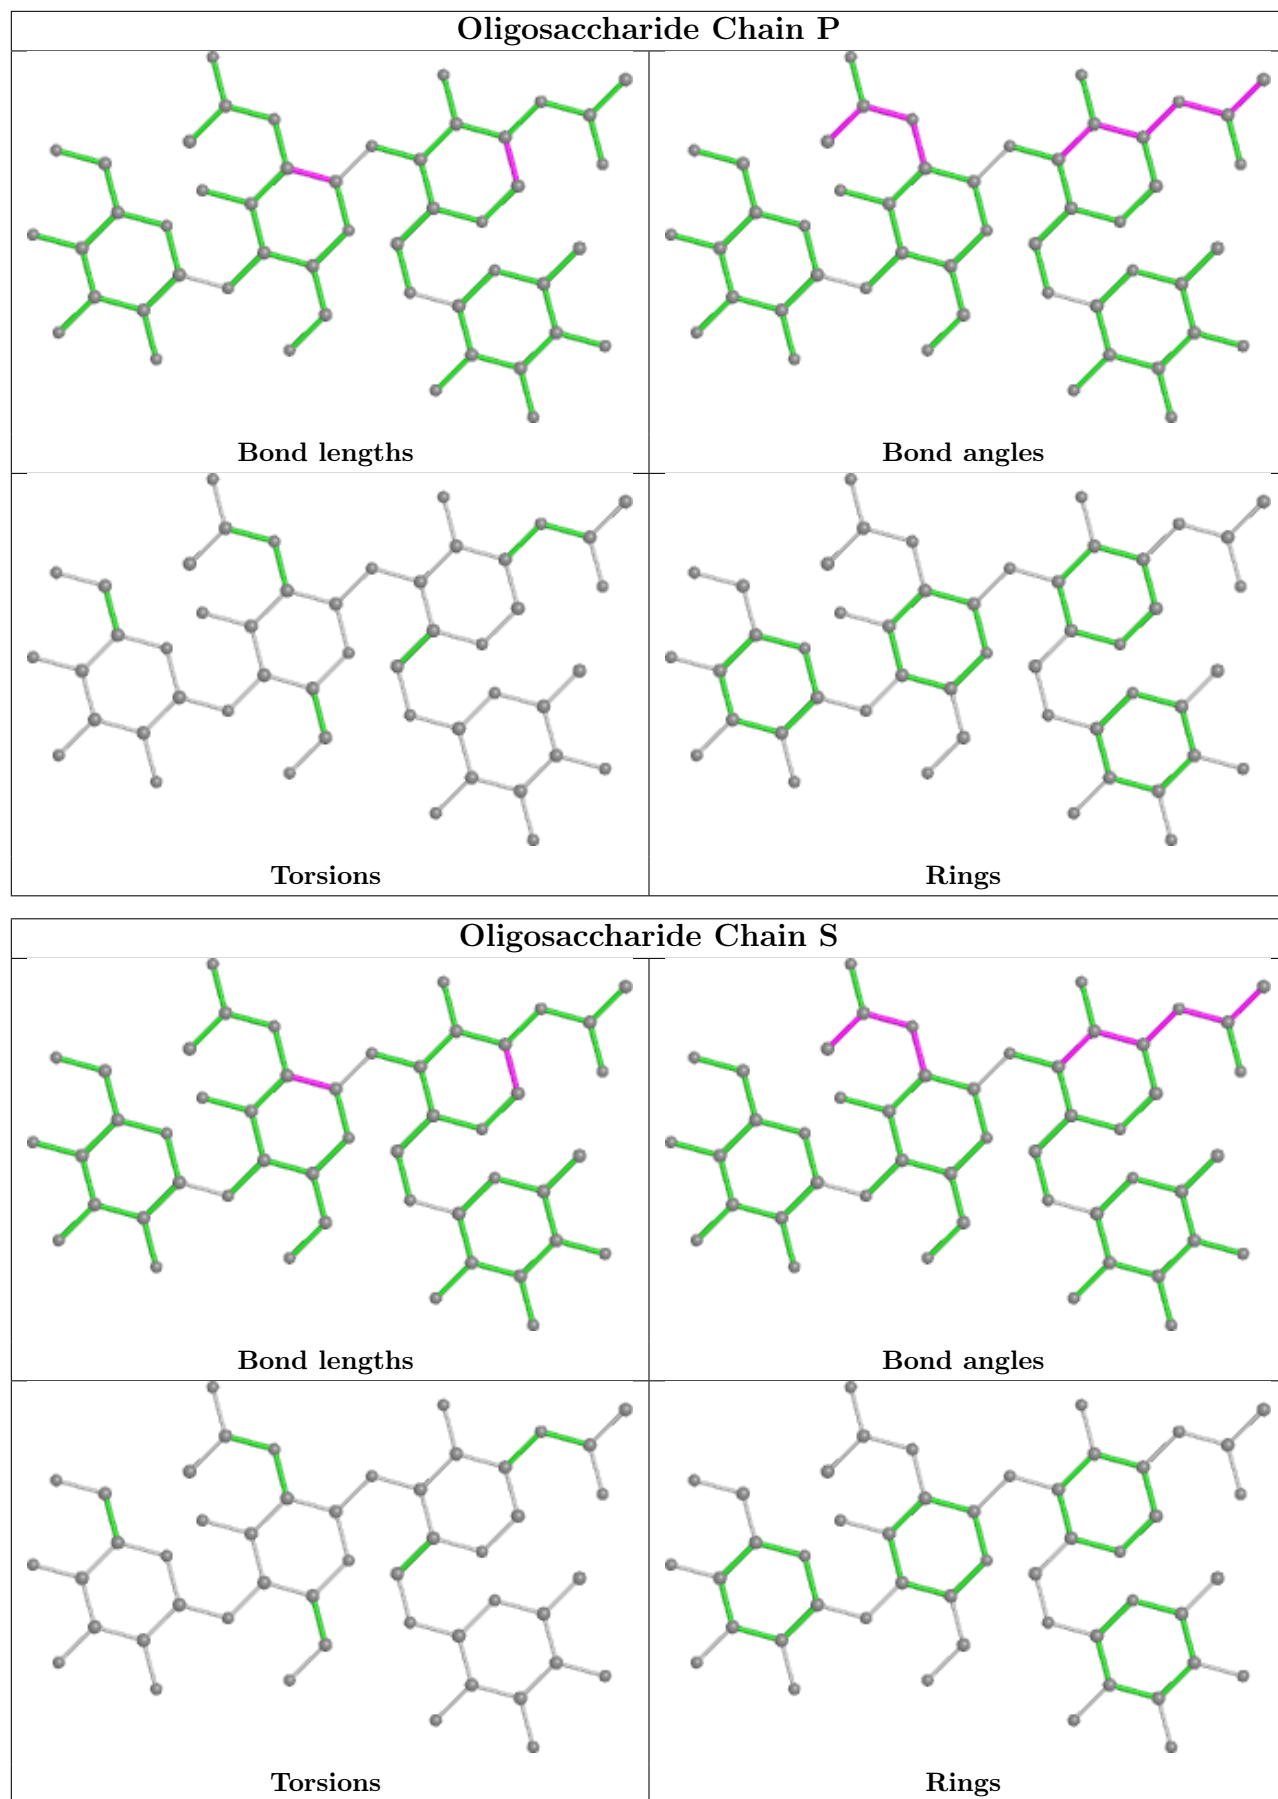 Oligosaccharide Chain P
Bond lengths
Bond angles
Torsions
Rings
Oligosaccharide Chain S
Bond lengths
Bond angles
Torsions
Rings